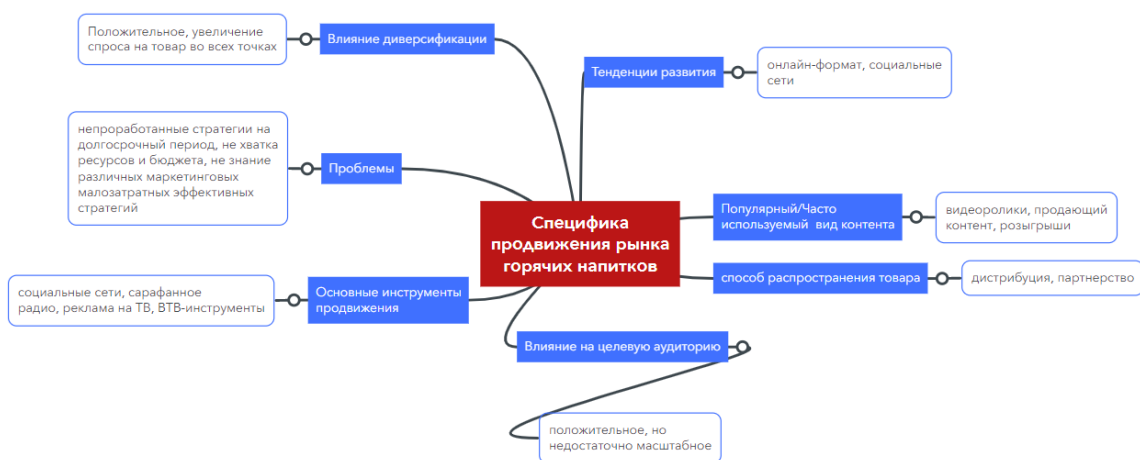 Положительное, увеличение
спроса на товар во всех точках
Влияние диверсификации
Тенденции развития
онлайн-формат, социальные
сети
непроработанные стратегии на
долгосрочный период, не хватка
ресурсов и бюджета, не знание
различных маркетинговых
малозатратных эффективных
стратегий
Проблемы
Специфика
продвижения рынка
горячих напитков
Популярный/Часто
используемый вид контента
видеоролики, продающий
контент, розыгрыши
способ распространения товара
дистрибуция, партнерство
социальные сети, сарафанное
радио, реклама на ТВ, BTB-инструменты
Основные инструменты
продвижения
Влияние на целевую аудиторию
положительное, но
недостаточно масштабное